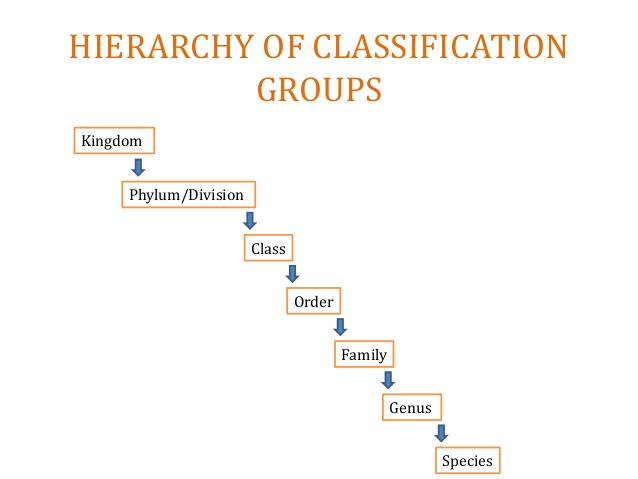 HIERARCHY OF CLASSIFICATION
GROUPS
Kingdom
Phylum/Division
Class
Order
Family
Genus
Species